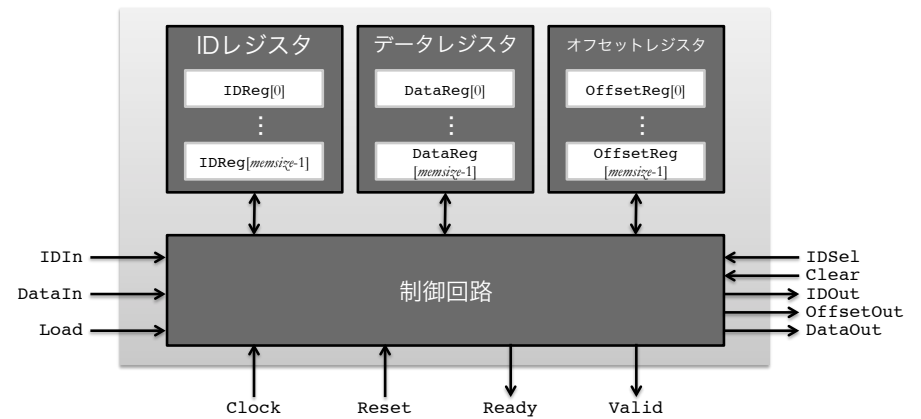 IDレジスタ
IDReg[0]
⋮
IDReg[memsize-1]
データレジスタ
DataReg[0]
⋮
DataReg
[memsize-1]
オフセットレジスタ
OffsetReg[0]
⋮
OffsetReg
[memsize-1]
IDIn
DataIn
Load
制御回路
IDSel
Clear
IDOut
OffsetOut
DataOut
Clock
Reset
Ready
Valid